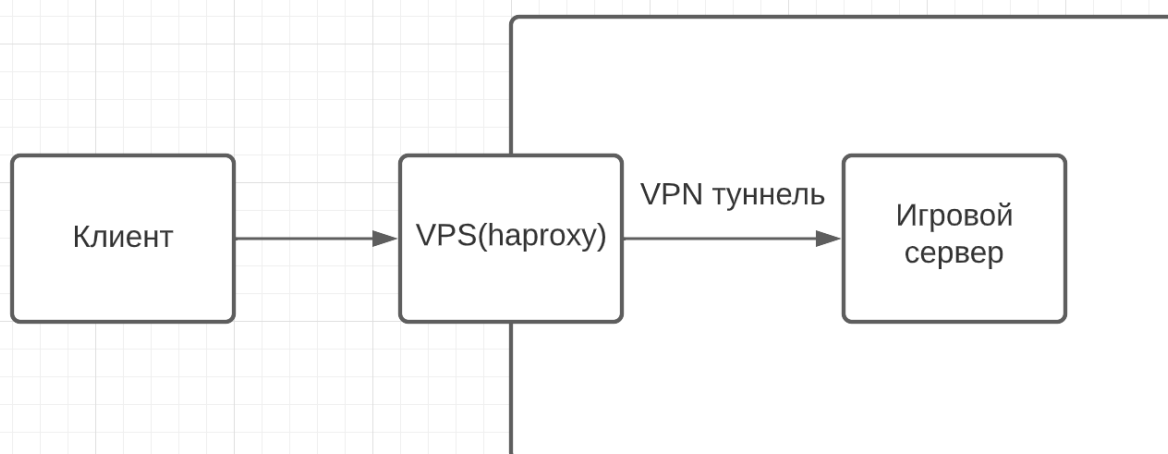 Клиент
VPS(haproxy)
VPN туннель
Игровой
сервер